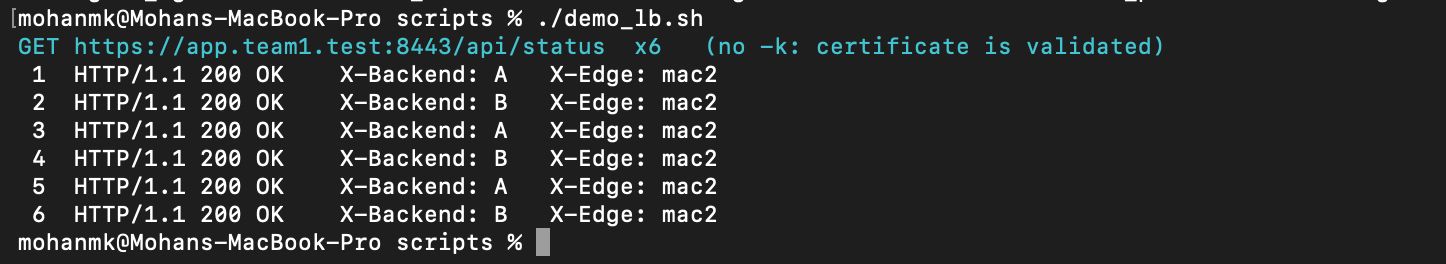 mohanmk@Mohans-MacBook-Pro scripts % ./demo_lb.sh
GET https://app.team1.test:8443/api/status x6 (no -k: certificate is validated)
1 HTTP/1.1 200 OK X-Backend: A X-Edge: mac2
2 HTTP/1.1 200 OK X-Backend: B X-Edge: mac2
3 HTTP/1.1 200 OK X-Backend: A X-Edge: mac2
4 HTTP/1.1 200 OK X-Backend: B X-Edge: mac2
5 HTTP/1.1 200 OK X-Backend: A X-Edge: mac2
6 HTTP/1.1 200 OK X-Backend: B X-Edge: mac2
mohanmk@Mohans-MacBook-Pro scripts %